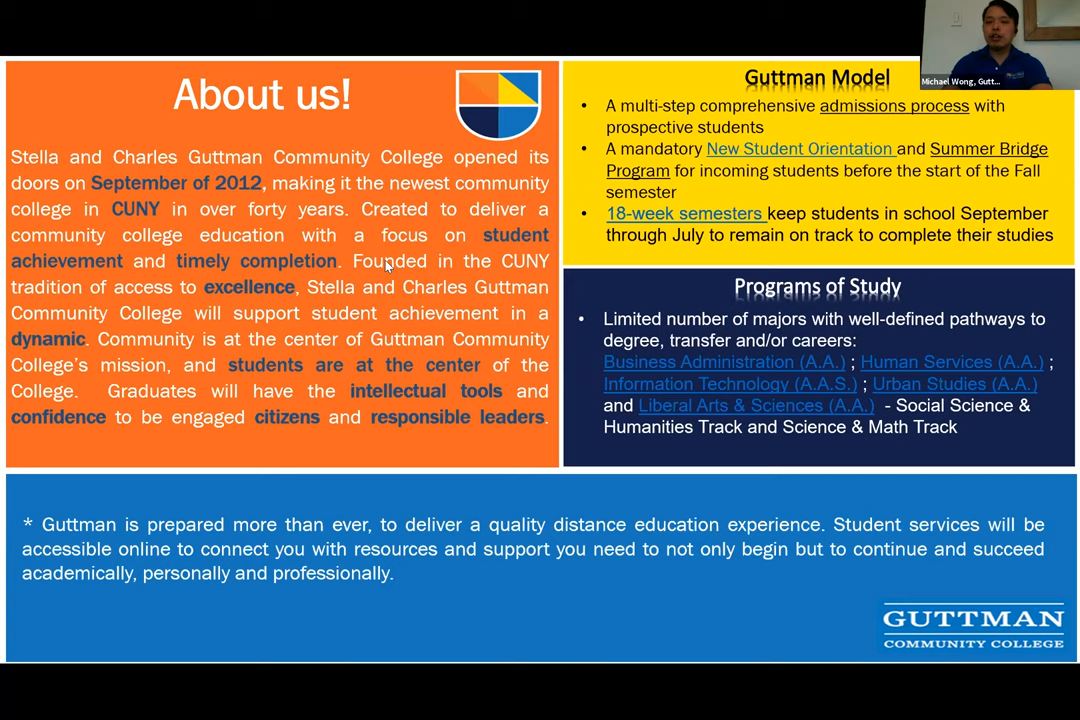 About us!
Stella and Charles Guttman Community College opened its
doors on September of 2012, making it the newest community
college in CUNY in over forty years. Created to deliver a
community college education with a focus on student
achievement and timely completion. Founded in the CUNY
tradition of access to excellence, Stella and Charles Guttman
Community College will support student achievement in a
dynamic. Community is at the center of Guttman Community
College's mission, and students are at the center of the
College. Graduates will have the intellectual tools and
confidence to be engaged citizens and responsible leaders.
Michael Wong, Gutt...
Guttman Model
• A multi-step comprehensive admissions process with
prospective students
• A mandatory New Student Orientation and Summer Bridge
Program for incoming students before the start of the Fall
semester
• 18-week semesters keep students in school September
through July to remain on track to complete their studies
Programs of Study
• Limited number of majors with well-defined pathways to
degree, transfer and/or careers:
Business Administration (A.A.) ; Human Services (A.A.) ;
Information Technology (A.A.S.) ; Urban Studies (A.A.)
and Liberal Arts & Sciences (A.A.) - Social Science &
Humanities Track and Science & Math Track
* Guttman is prepared more than ever, to deliver a quality distance education experience. Student services will be
accessible online to connect you with resources and support you need to not only begin but to continue and succeed
academically, personally and professionally.
GUTTMAN
COMMUNITY COLLEGE